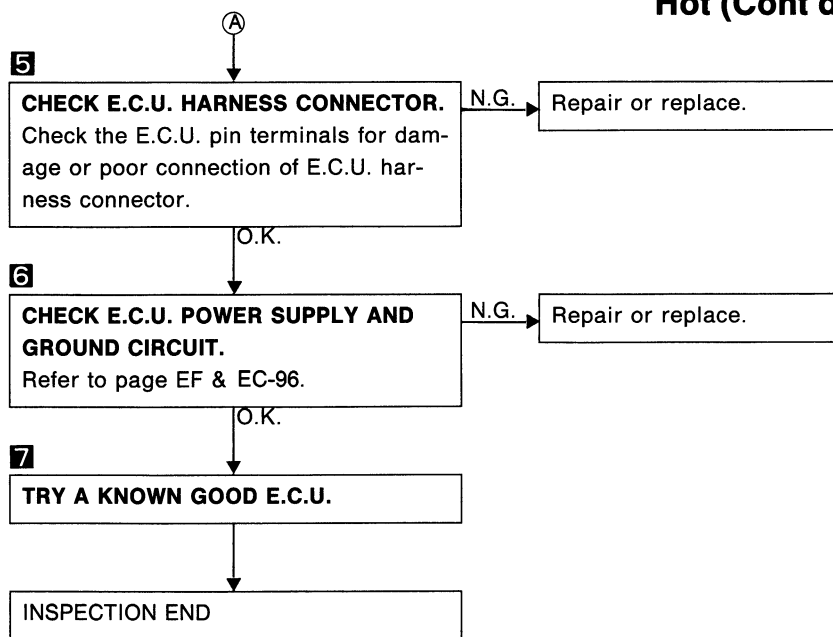 Hot (Cont'd
A
5
CHECK E.C.U. HARNESS CONNECTOR.
Check the E.C.U. pin terminals for dam-
age or poor connection of E.C.U. har-
ness connector.
N.G.
Repair or replace.
O.K.
6
CHECK E.C.U. POWER SUPPLY AND
GROUND CIRCUIT.
Refer to page EF & EC-96.
N.G.
Repair or replace.
O.K.
7
TRY A KNOWN GOOD E.C.U.
INSPECTION END